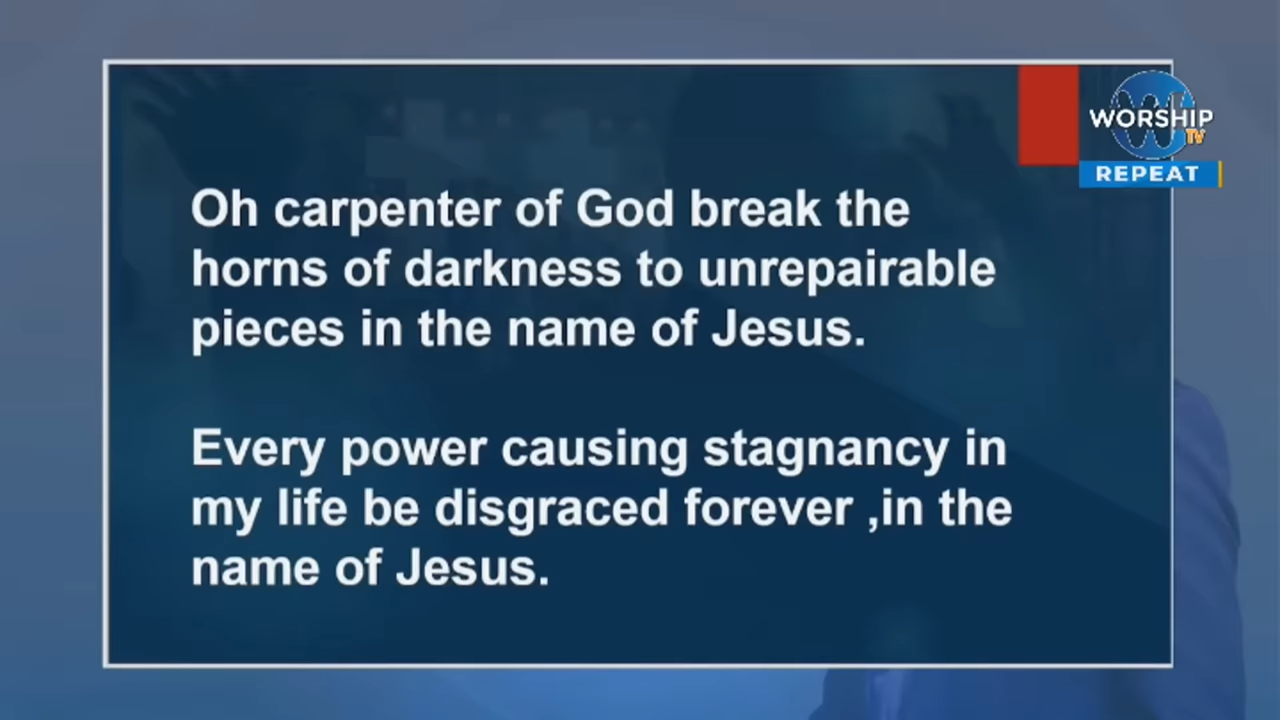 WORSHIP
TV
REPEAT
Oh carpenter of God break the
horns of darkness to unrepairable
pieces in the name of Jesus.
Every power causing stagnancy in
my life be disgraced forever ,in the
name of Jesus.